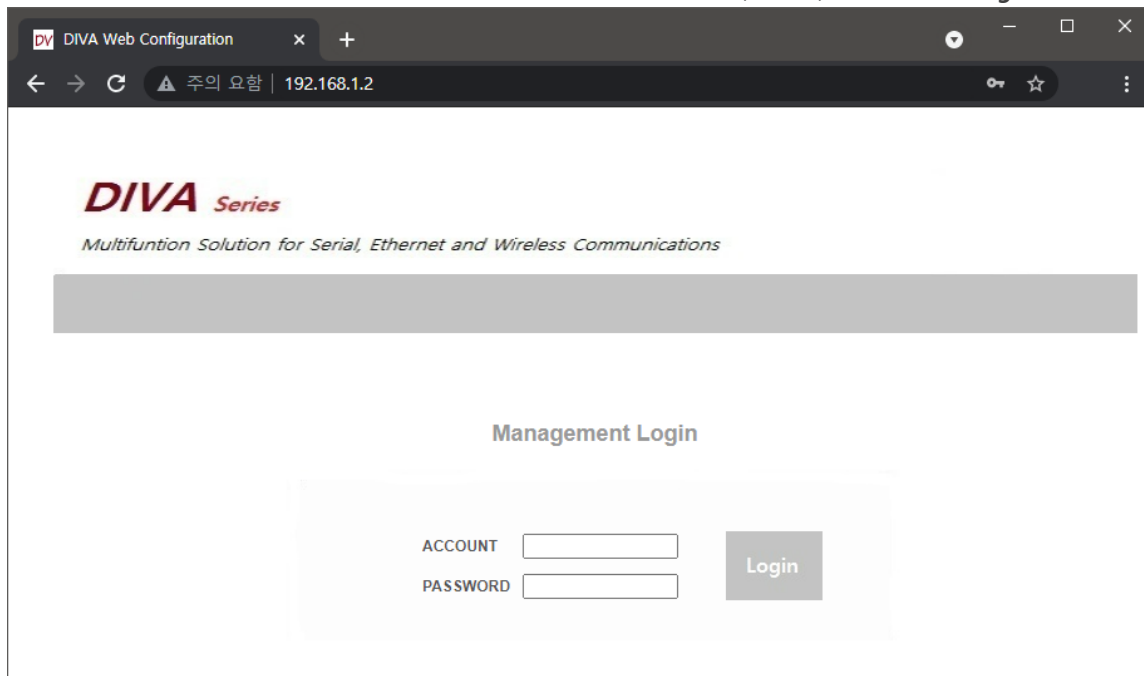 DV DIVA Web Configuration
주의 요함 | 192.168.1.2
DIVA Series
Multifuntion Solution for Serial, Ethernet and Wireless Communications
Management Login
ACCOUNT
Login
PASSWORD